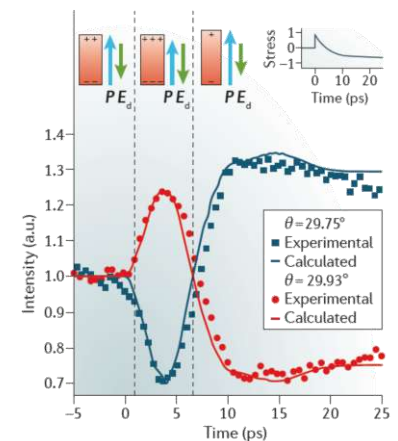 ++
+++
+
−−
−−−
−
P E_d
P E_d
P E_d
Stress
1
0
−1
0 10 20
Time (ps)
Intensity (a.u.)
1.4
1.3
1.2
1.1
1.0
0.9
0.8
0.7
θ=29.75°
Experimental
Calculated
θ=29.93°
Experimental
Calculated
−5 0 5 10 15 20 25
Time (ps)